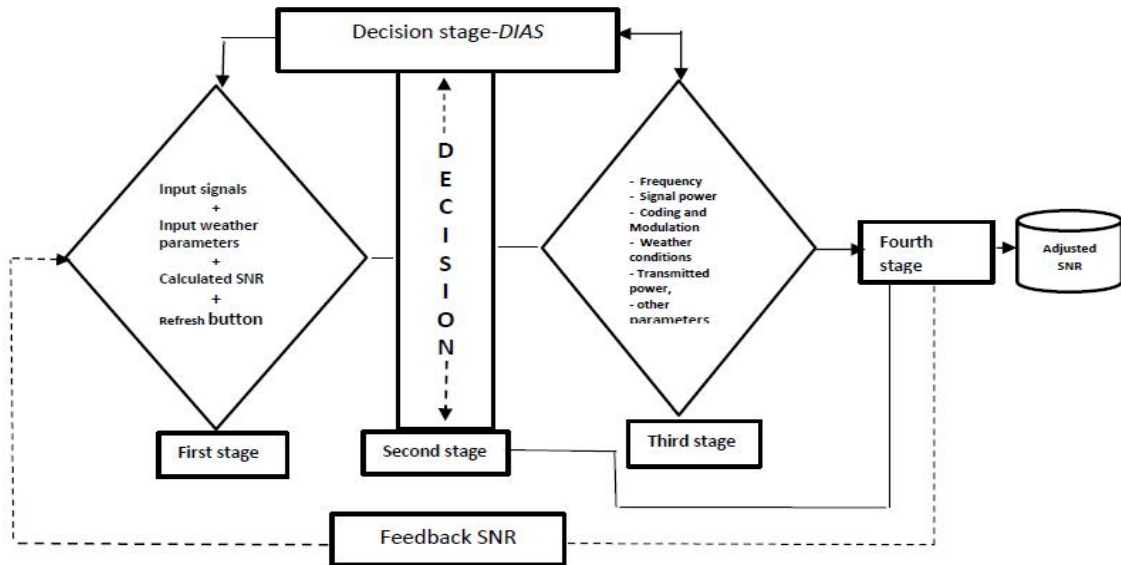 Decision stage-DIAS
Input signals
+
Input weather
parameters
+
Calculated SNR
+
Refresh button
D
E
C
I
S
I
O
N
- Frequency
- Signal power
- Coding and
Modulation
- Weather
conditions
- Transmitted
power,
- other
parameters
Fourth
stage
Adjusted
SNR
First stage
Second stage
Third stage
Feedback SNR